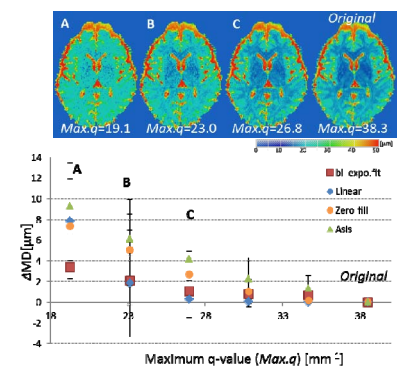 A B C Original
Max.q=19.1 Max.q=23.0 Max.q=26.8 Max.q=38.3
0 10 20 30 40 50 [μm]
14
12
10
8
6
4
2
0
-2
-4
ΔMD[μm]
A
B
C
Original
bi_expo.fit
Linear
Zero fill
Asis
18 23 28 33 38
Maximum q-value (Max.q) [mm⁻¹]